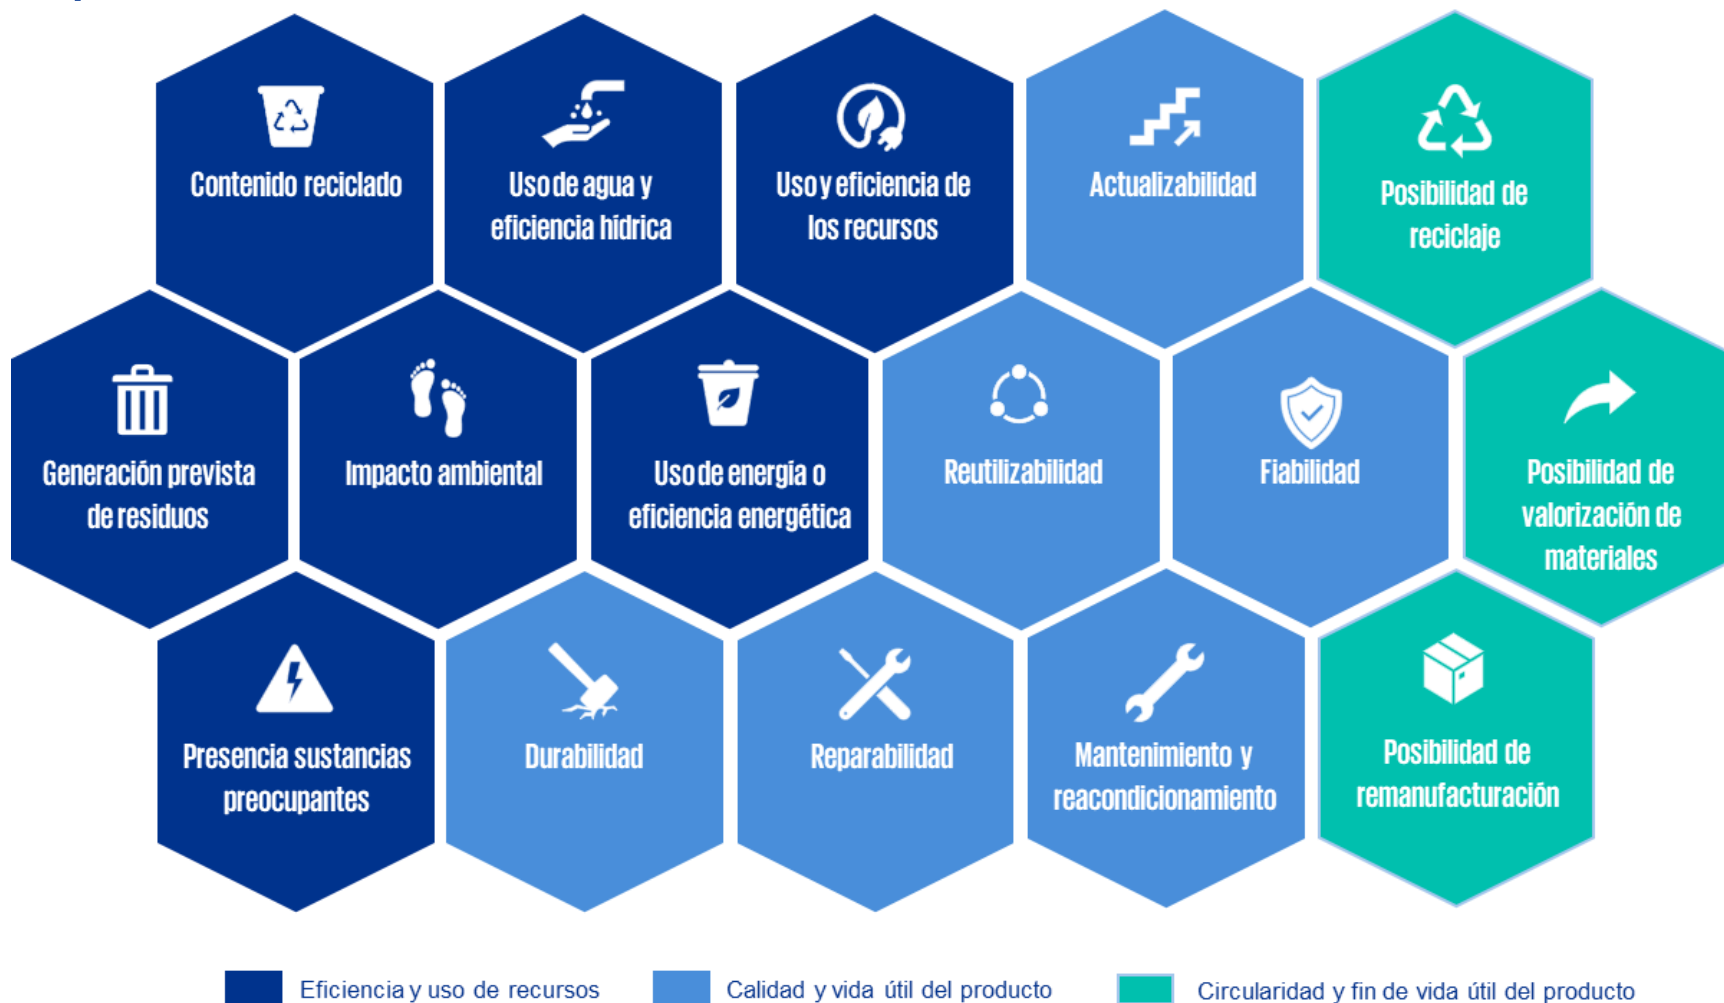 Contenido reciclado
Uso de agua y
eficiencia hídrica
Uso y eficiencia de
los recursos
Actualizabilidad
Posibilidad de
reciclaje
Generación prevista
de residuos
Impacto ambiental
Uso de energía o
eficiencia energética
Reutilizabilidad
Fiabilidad
Posibilidad de
valorización de
materiales
Presencia sustancias
preocupantes
Durabilidad
Reparabilidad
Mantenimiento y
reacondicionamiento
Posibilidad de
remanufacturación
Eficiencia y uso de recursos
Calidad y vida útil del producto
Circularidad y fin de vida útil del producto